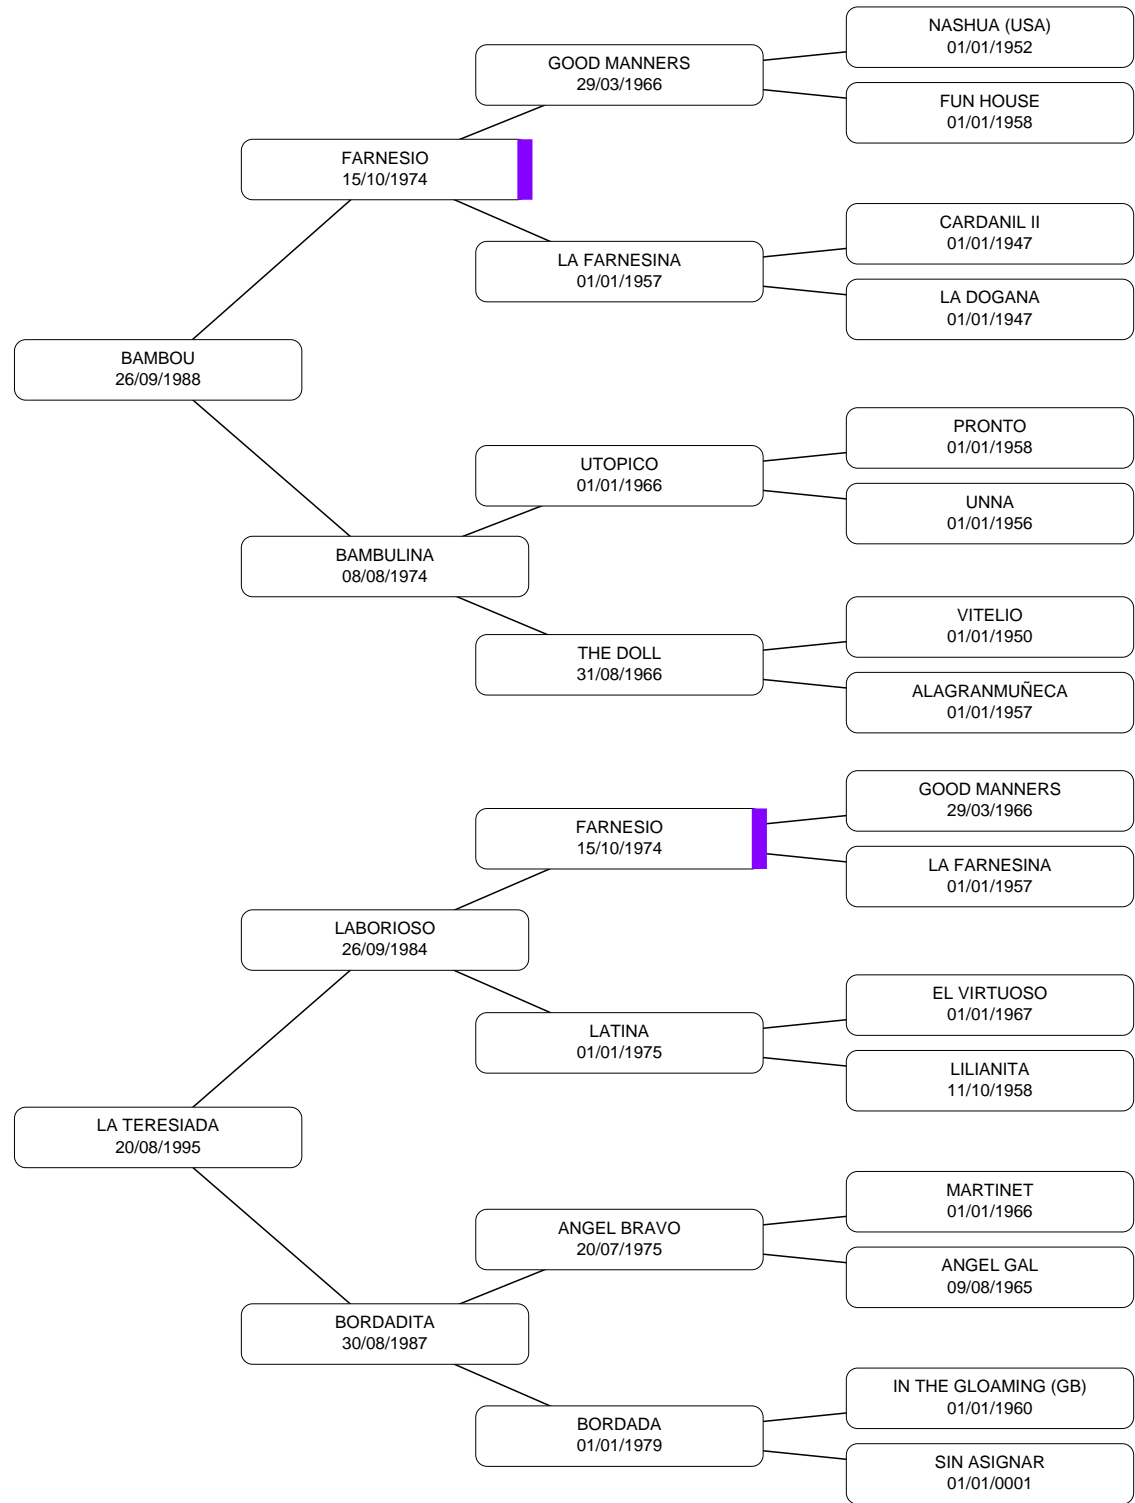 NASHUA (USA)
01/01/1952
GOOD MANNERS
29/03/1966
FUN HOUSE
01/01/1958
FARNESIO
15/10/1974
CARDANIL II
01/01/1947
LA FARNESINA
01/01/1957
LA DOGANA
01/01/1947
BAMBOU
26/09/1988
PRONTO
01/01/1958
UTOPICO
01/01/1966
UNNA
01/01/1956
BAMBULINA
08/08/1974
VITELIO
01/01/1950
THE DOLL
31/08/1966
ALAGRANMUÑECA
01/01/1957
GOOD MANNERS
29/03/1966
FARNESIO
15/10/1974
LA FARNESINA
01/01/1957
LABORIOSO
26/09/1984
EL VIRTUOSO
01/01/1967
LATINA
01/01/1975
LILIANITA
11/10/1958
LA TERESIADA
20/08/1995
MARTINET
01/01/1966
ANGEL BRAVO
20/07/1975
ANGEL GAL
09/08/1965
BORDADITA
30/08/1987
IN THE GLOAMING (GB)
01/01/1960
BORDADA
01/01/1979
SIN ASIGNAR
01/01/0001